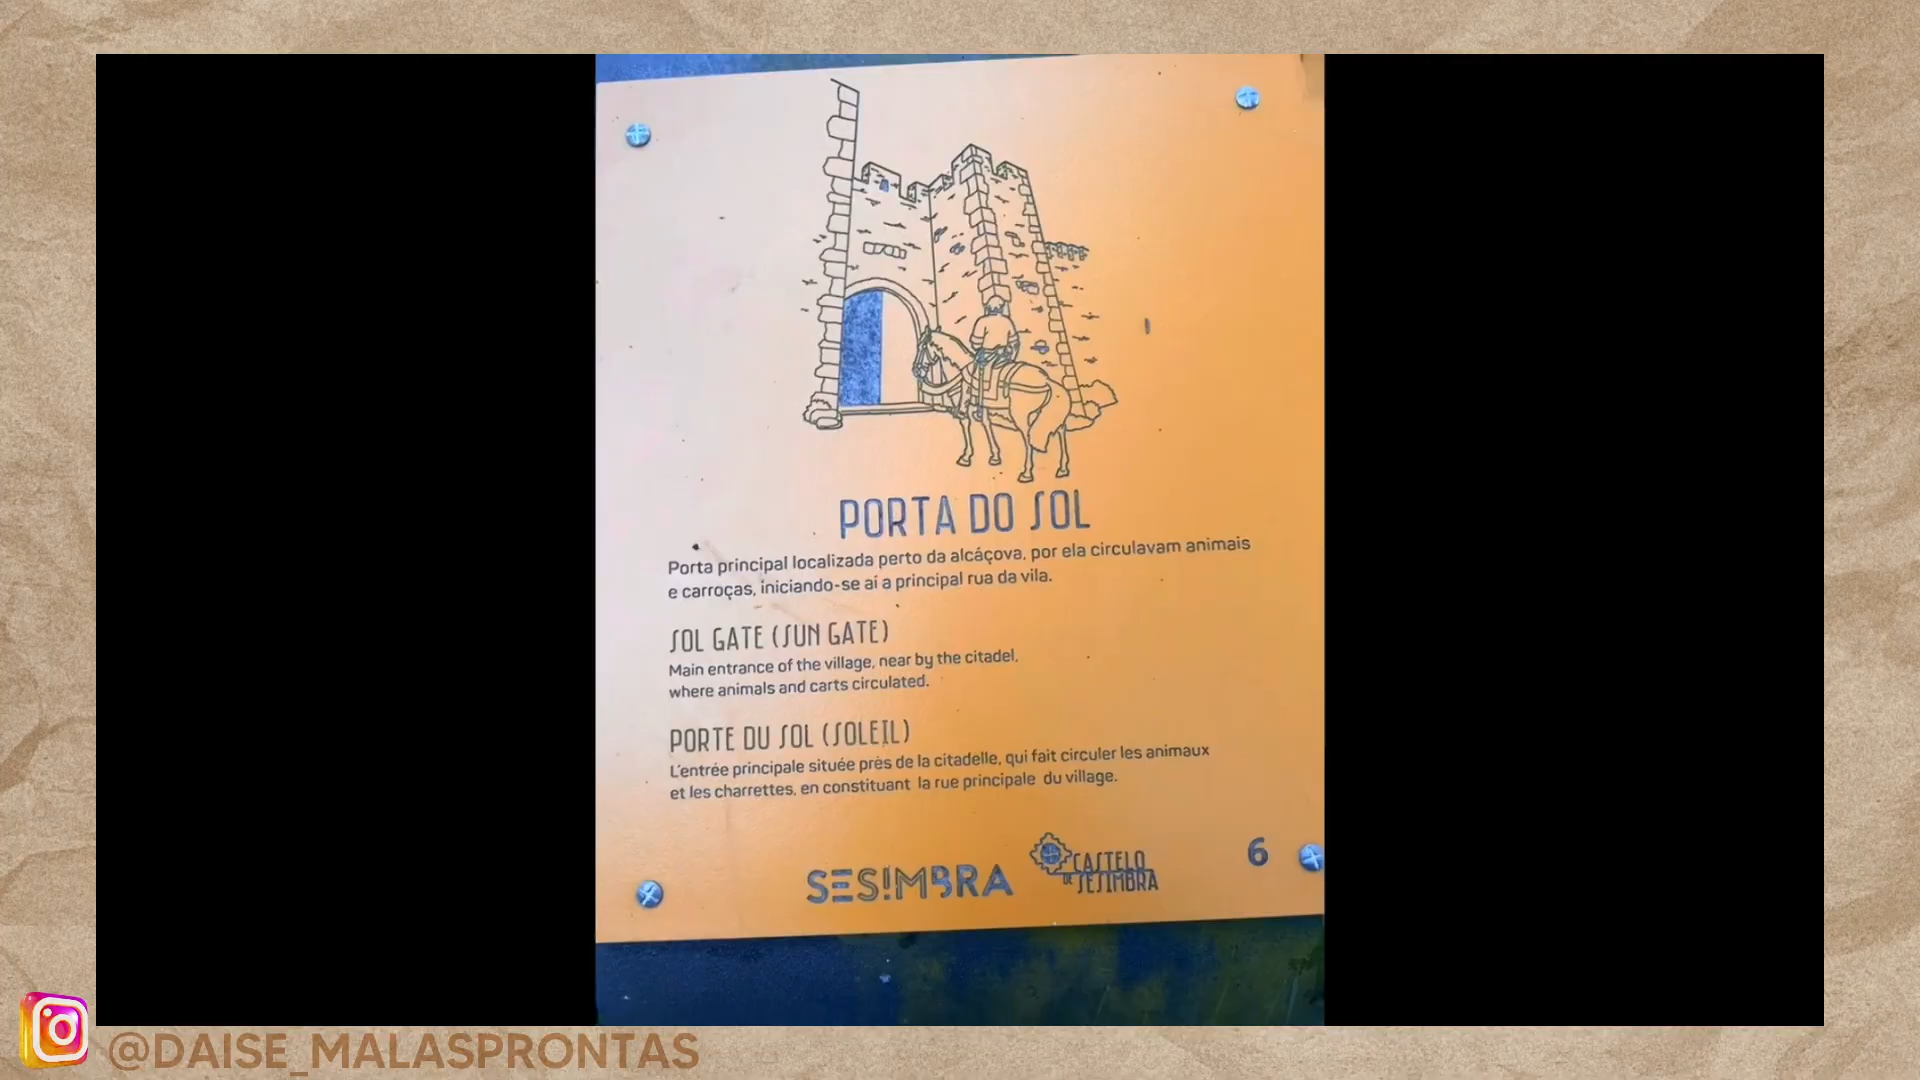 PORTA DO SOL
Porta principal localizada perto da alcáçova, por ela circulavam animais
e carroças, iniciando-se aí a principal rua da vila.
SOL GATE (SUN GATE)
Main entrance of the village, near by the citadel,
where animals and carts circulated.
PORTE DU SOL (SOLEIL)
L'entrée principale située près de la citadelle, qui fait circuler les animaux
et les charrettes, en constituant la rue principale du village.
SESIMBRA
CASTELO
DE SESIMBRA
6
@DAISE_MALASPRONTAS